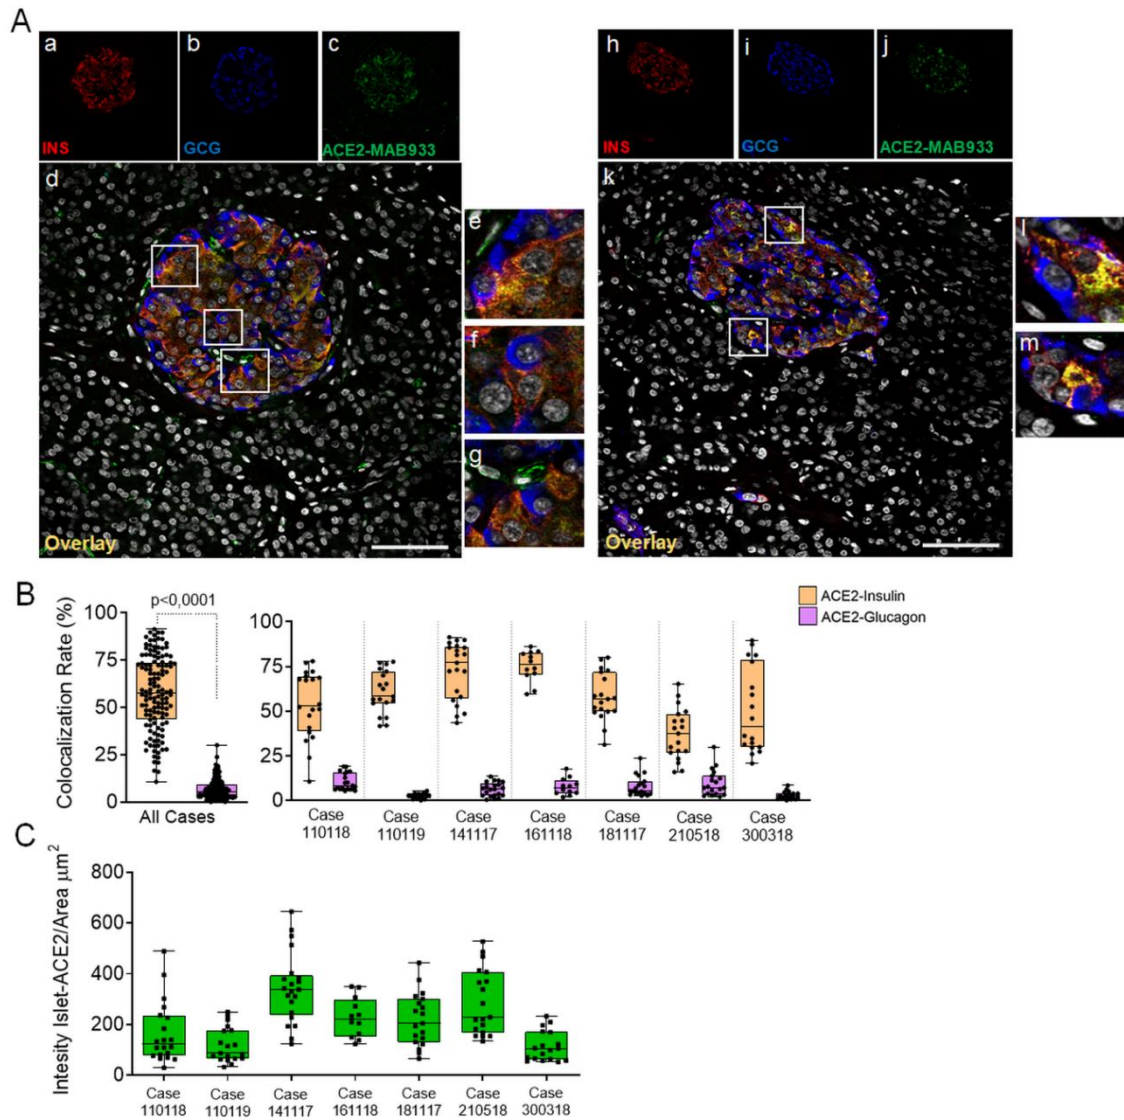 A
a
b
c
INS
GCG
ACE2-MAB933
d
Overlay
e
f
g
h
i
j
INS
GCG
ACE2-MAB933
k
Overlay
l
m
B
p<0,0001
Colocalization Rate (%)
100
75
50
25
0
All Cases
100
75
50
25
0
Case 110118
Case 110119
Case 141117
Case 161118
Case 181117
Case 210518
Case 300318
ACE2-Insulin
ACE2-Glucagon
C
Intesity Islet-ACE2/Area μm²
800
600
400
200
0
Case 110118
Case 110119
Case 141117
Case 161118
Case 181117
Case 210518
Case 300318